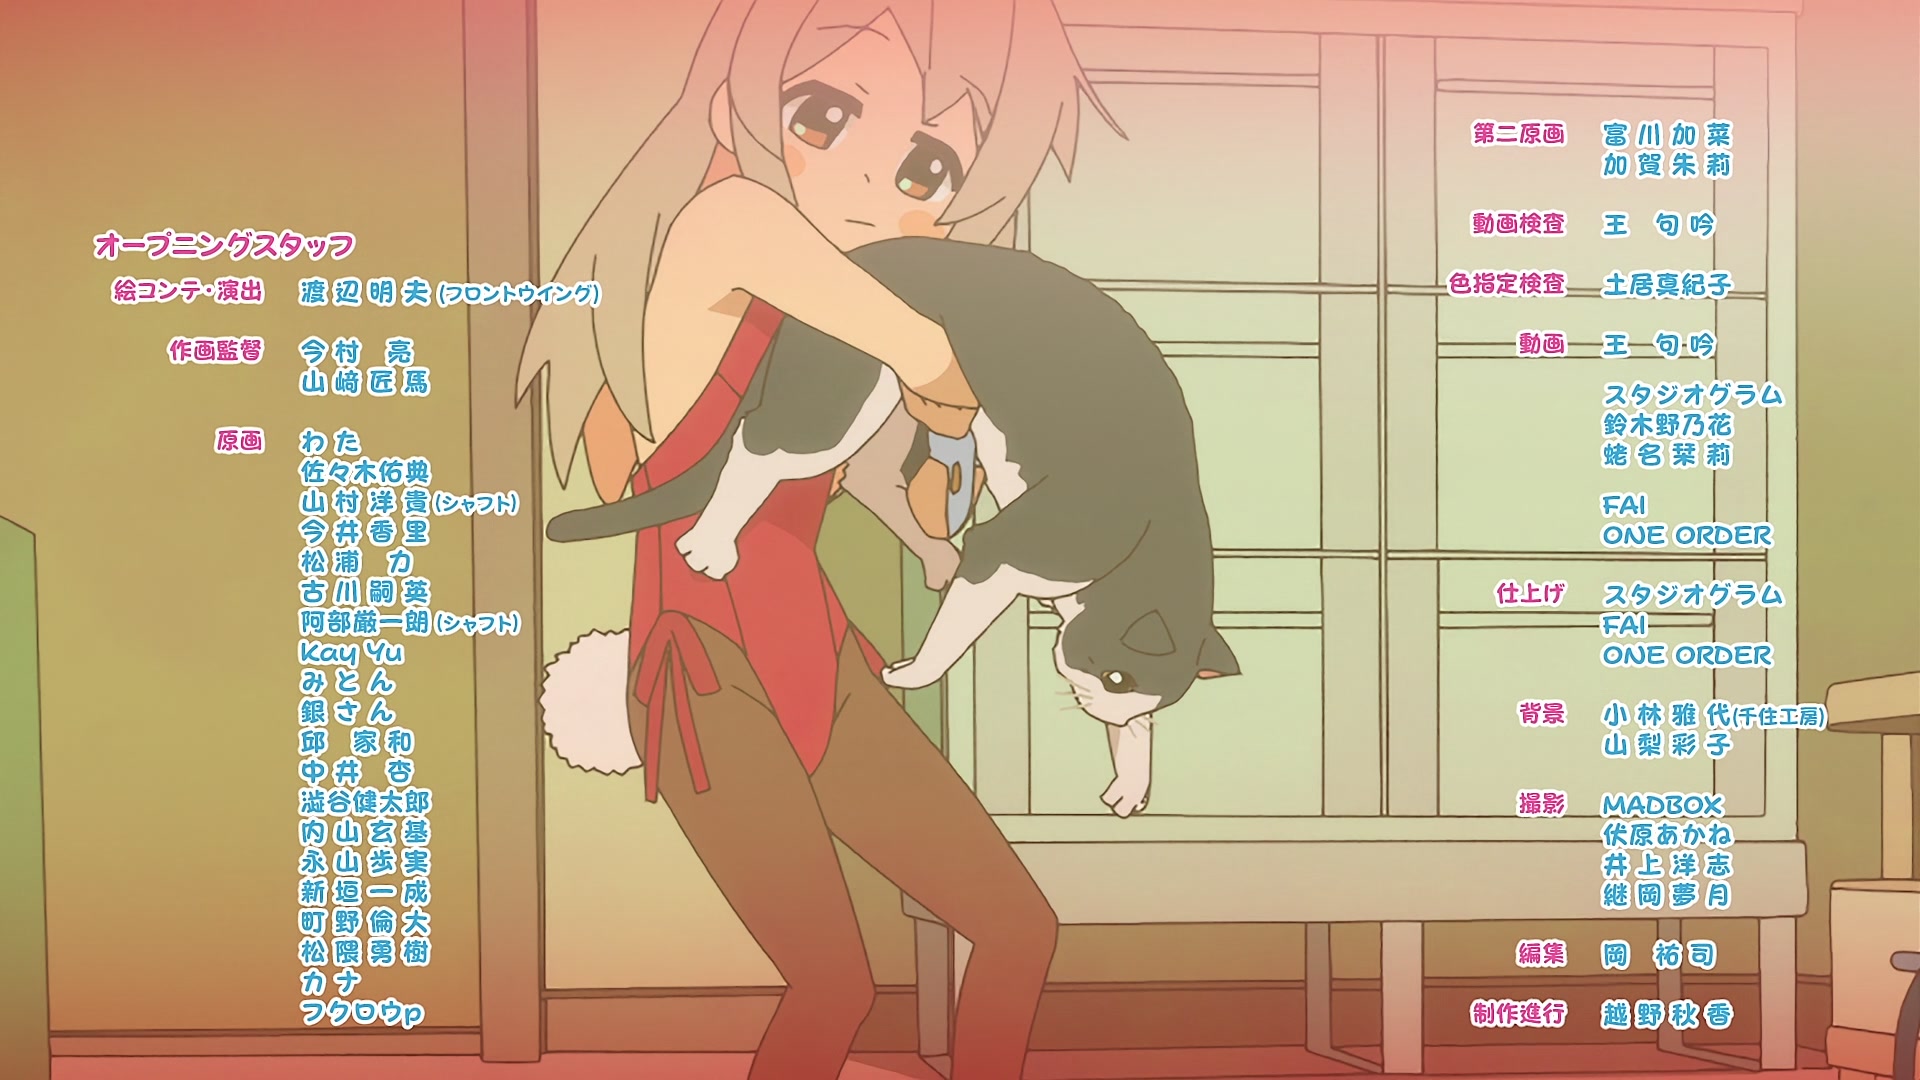 オープニングスタッフ
絵コンテ・演出 渡辺明夫(フロントウイング)
作画監督 今村 亮
山﨑匠馬
原画 わた
佐々木佑典
山村洋貴(シャフト)
今井香里
松浦 力
古川嗣英
阿部厳一朗(シャフト)
Kay Yu
みとん
銀さん
邱 家和
中井 杏
澁谷健太郎
内山玄基
永山歩実
新垣一成
町野倫大
松隈勇樹
カナ
フクロウp
第二原画 富川加菜
加賀朱莉
動画検査 王 句吟
色指定検査 土居真紀子
動画 王 句吟
スタジオグラム
鈴木野乃花
蛯名栞莉
FAI
ONE ORDER
仕上げ スタジオグラム
FAI
ONE ORDER
背景 小林雅代(千住工房)
山梨彩子
撮影 MADBOX
伏原あかね
井上洋志
継岡夢月
編集 岡 祐司
制作進行 越野秋香